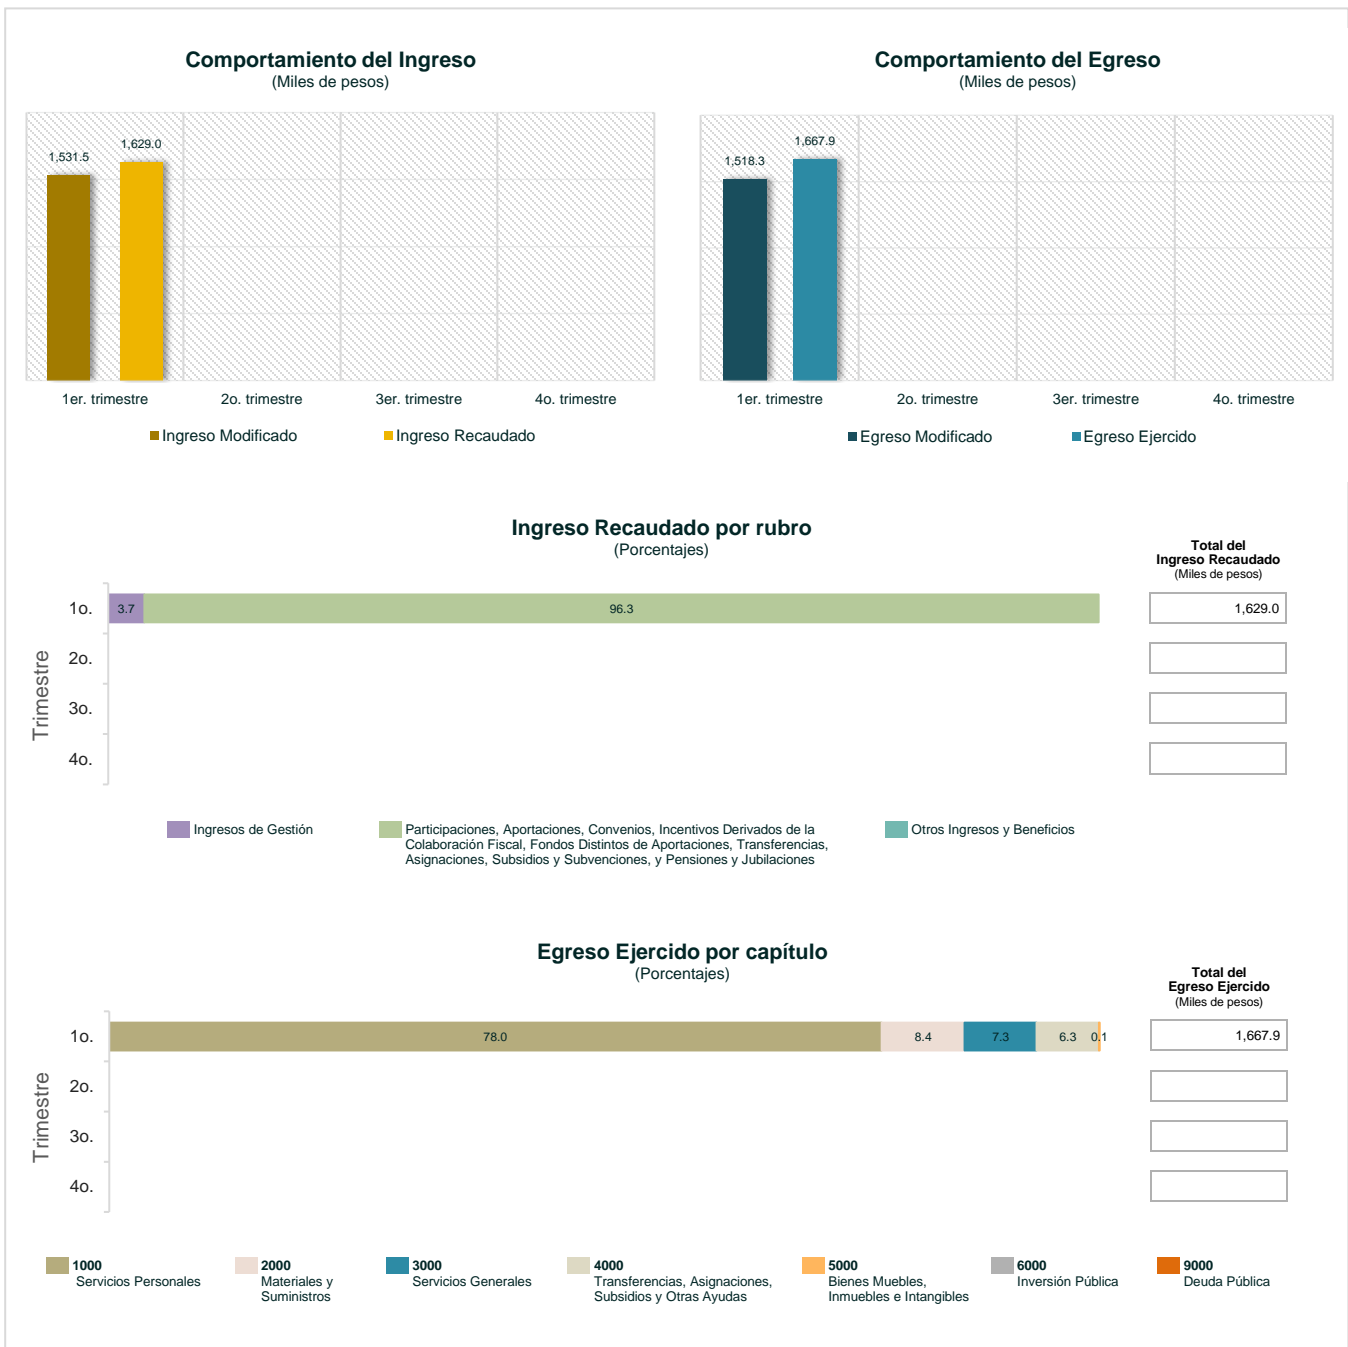 Comportamiento del Ingreso
(Miles de pesos)
1,531.5
1,629.0
1er. trimestre
2o. trimestre
3er. trimestre
4o. trimestre
Ingreso Modificado
Ingreso Recaudado
Comportamiento del Egreso
(Miles de pesos)
1,518.3
1,667.9
1er. trimestre
2o. trimestre
3er. trimestre
4o. trimestre
Egreso Modificado
Egreso Ejercido
Ingreso Recaudado por rubro
(Porcentajes)
Total del
Ingreso Recaudado
(Miles de pesos)
Trimestre
1o.
3.7
96.3
1,629.0
2o.
3o.
4o.
Ingresos de Gestión
Participaciones, Aportaciones, Convenios, Incentivos Derivados de la
Colaboración Fiscal, Fondos Distintos de Aportaciones, Transferencias,
Asignaciones, Subsidios y Subvenciones, y Pensiones y Jubilaciones
Otros Ingresos y Beneficios
Egreso Ejercido por capítulo
(Porcentajes)
Total del
Egreso Ejercido
(Miles de pesos)
Trimestre
1o.
78.0
8.4
7.3
6.3
0.1
1,667.9
2o.
3o.
4o.
1000
Servicios Personales
2000
Materiales y
Suministros
3000
Servicios Generales
4000
Transferencias, Asignaciones,
Subsidios y Otras Ayudas
5000
Bienes Muebles,
Inmuebles e Intangibles
6000
Inversión Pública
9000
Deuda Pública